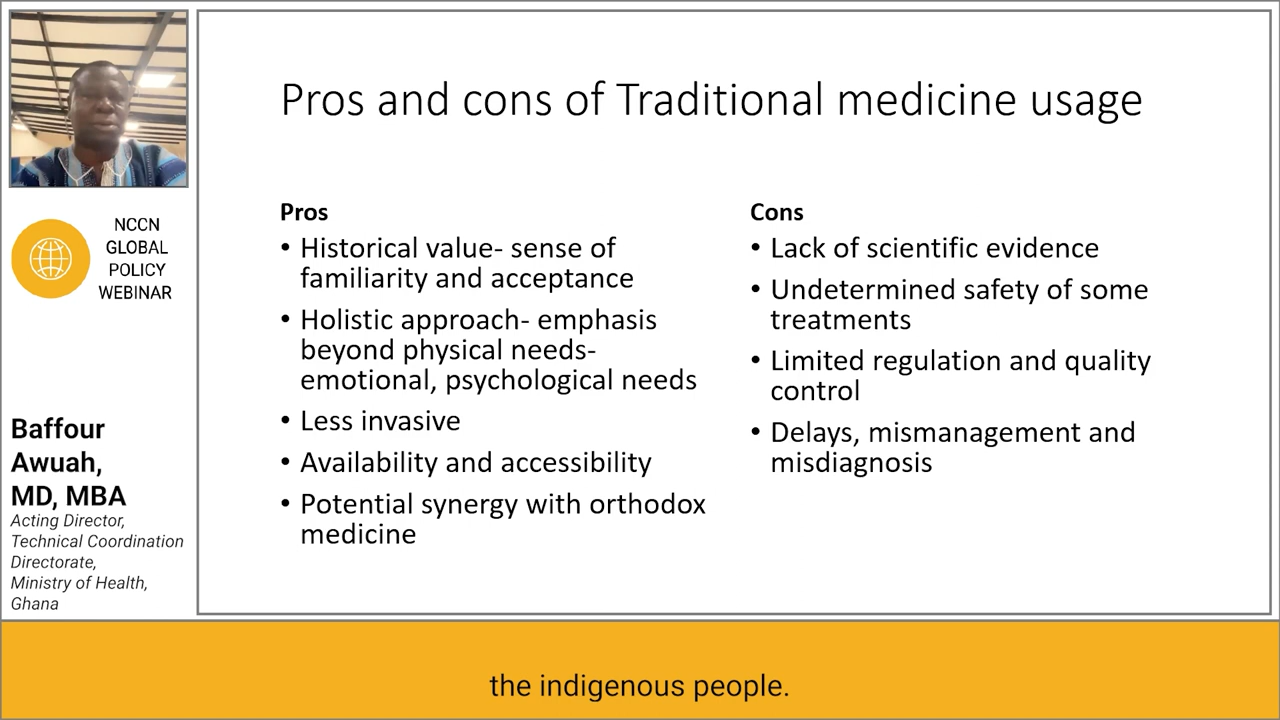 NCCN
GLOBAL
POLICY
WEBINAR
Baffour
Awuah,
MD, MBA
Acting Director,
Technical Coordination
Directorate,
Ministry of Health,
Ghana
Pros and cons of Traditional medicine usage
Pros
• Historical value- sense of
familiarity and acceptance
• Holistic approach- emphasis
beyond physical needs-
emotional, psychological needs
• Less invasive
• Availability and accessibility
• Potential synergy with orthodox
medicine
Cons
• Lack of scientific evidence
• Undetermined safety of some
treatments
• Limited regulation and quality
control
• Delays, mismanagement and
misdiagnosis
the indigenous people.